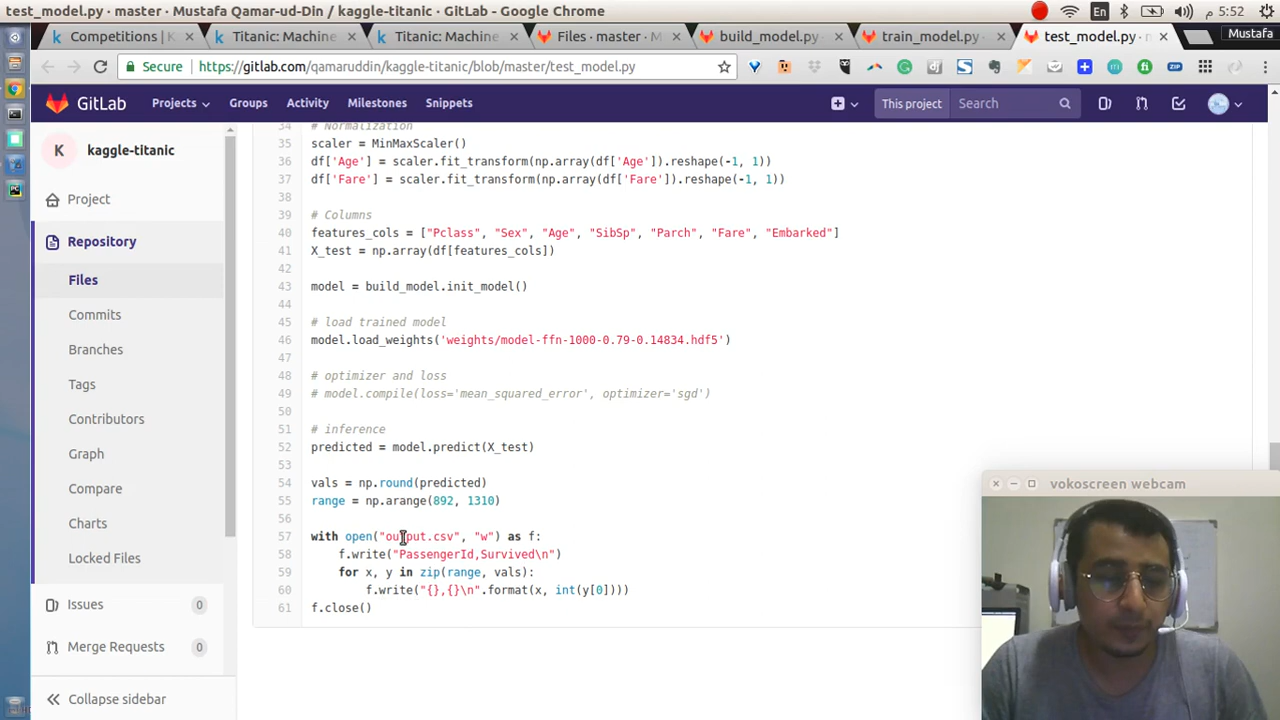 test_model.py · master · Mustafa Qamar-ud-Din / kaggle-titanic · GitLab - Google Chrome
En
5:52 م
Competitions | K
Titanic: Machine
Titanic: Machine
Files · master · M
build_model.py
train_model.py ·
test_model.py · m
Mustafa
Secure
https://gitlab.com/qamaruddin/kaggle-titanic/blob/master/test_model.py
GitLab
Projects
Groups
Activity
Milestones
Snippets
This project
Search
K
kaggle-titanic
Project
Repository
Files
Commits
Branches
Tags
Contributors
Graph
Compare
Charts
Locked Files
Issues
0
Merge Requests
0
Collapse sidebar
34 # Normalization
35 scaler = MinMaxScaler()
36 df['Age'] = scaler.fit_transform(np.array(df['Age']).reshape(-1, 1))
37 df['Fare'] = scaler.fit_transform(np.array(df['Fare']).reshape(-1, 1))
38
39 # Columns
40 features_cols = ["Pclass", "Sex", "Age", "SibSp", "Parch", "Fare", "Embarked"]
41 X_test = np.array(df[features_cols])
42
43 model = build_model.init_model()
44
45 # load trained model
46 model.load_weights('weights/model-ffn-1000-0.79-0.14834.hdf5')
47
48 # optimizer and loss
49 # model.compile(loss='mean_squared_error', optimizer='sgd')
50
51 # inference
52 predicted = model.predict(X_test)
53
54 vals = np.round(predicted)
55 range = np.arange(892, 1310)
56
57 with open("output.csv", "w") as f:
58 f.write("PassengerId,Survived\n")
59 for x, y in zip(range, vals):
60 f.write("{},{}\n".format(x, int(y[0])))
61 f.close()
vokoscreen webcam